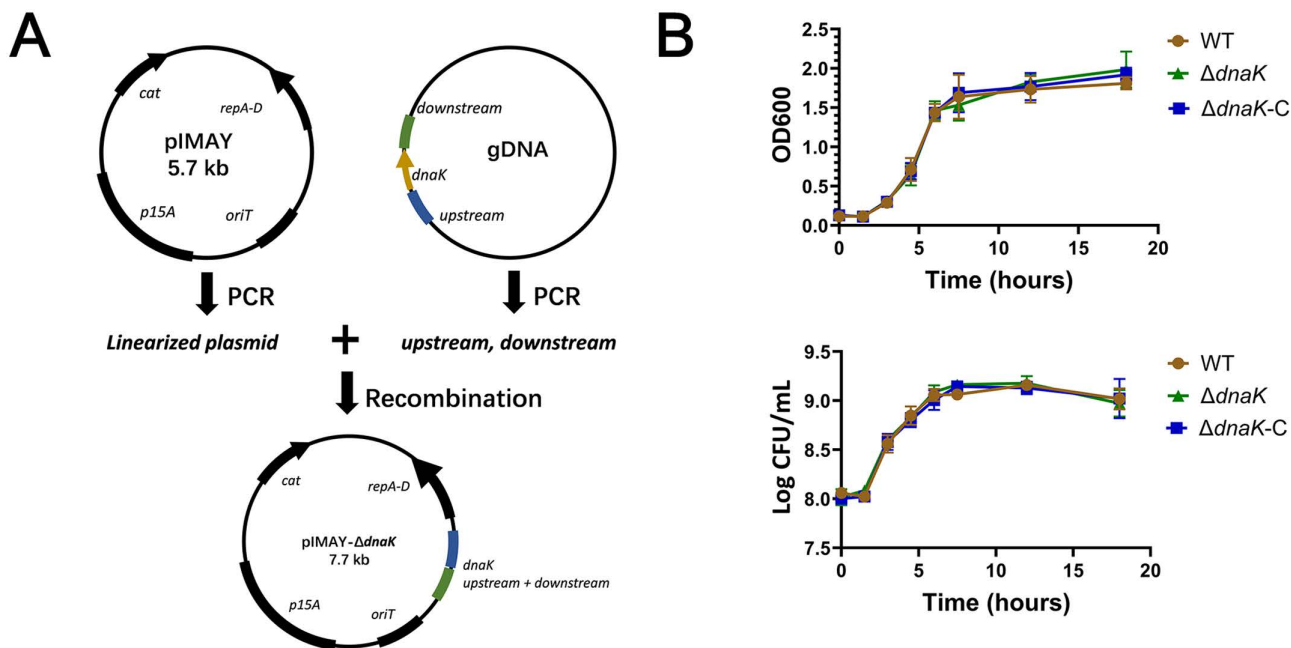 A
cat
repA-D
pIMAY
5.7 kb
p15A
oriT
downstream
gDNA
dnaK
upstream
PCR
PCR
Linearized plasmid
+
upstream, downstream
Recombination
cat
repA-D
pIMAY-ΔdnaK
7.7 kb
dnaK
upstream + downstream
p15A
oriT
B
2.5
2.0
1.5
1.0
0.5
0.0
OD600
0
5
10
15
20
Time (hours)
WT
ΔdnaK
ΔdnaK-C
9.5
9.0
8.5
8.0
7.5
Log CFU/mL
0
5
10
15
20
Time (hours)
WT
ΔdnaK
ΔdnaK-C